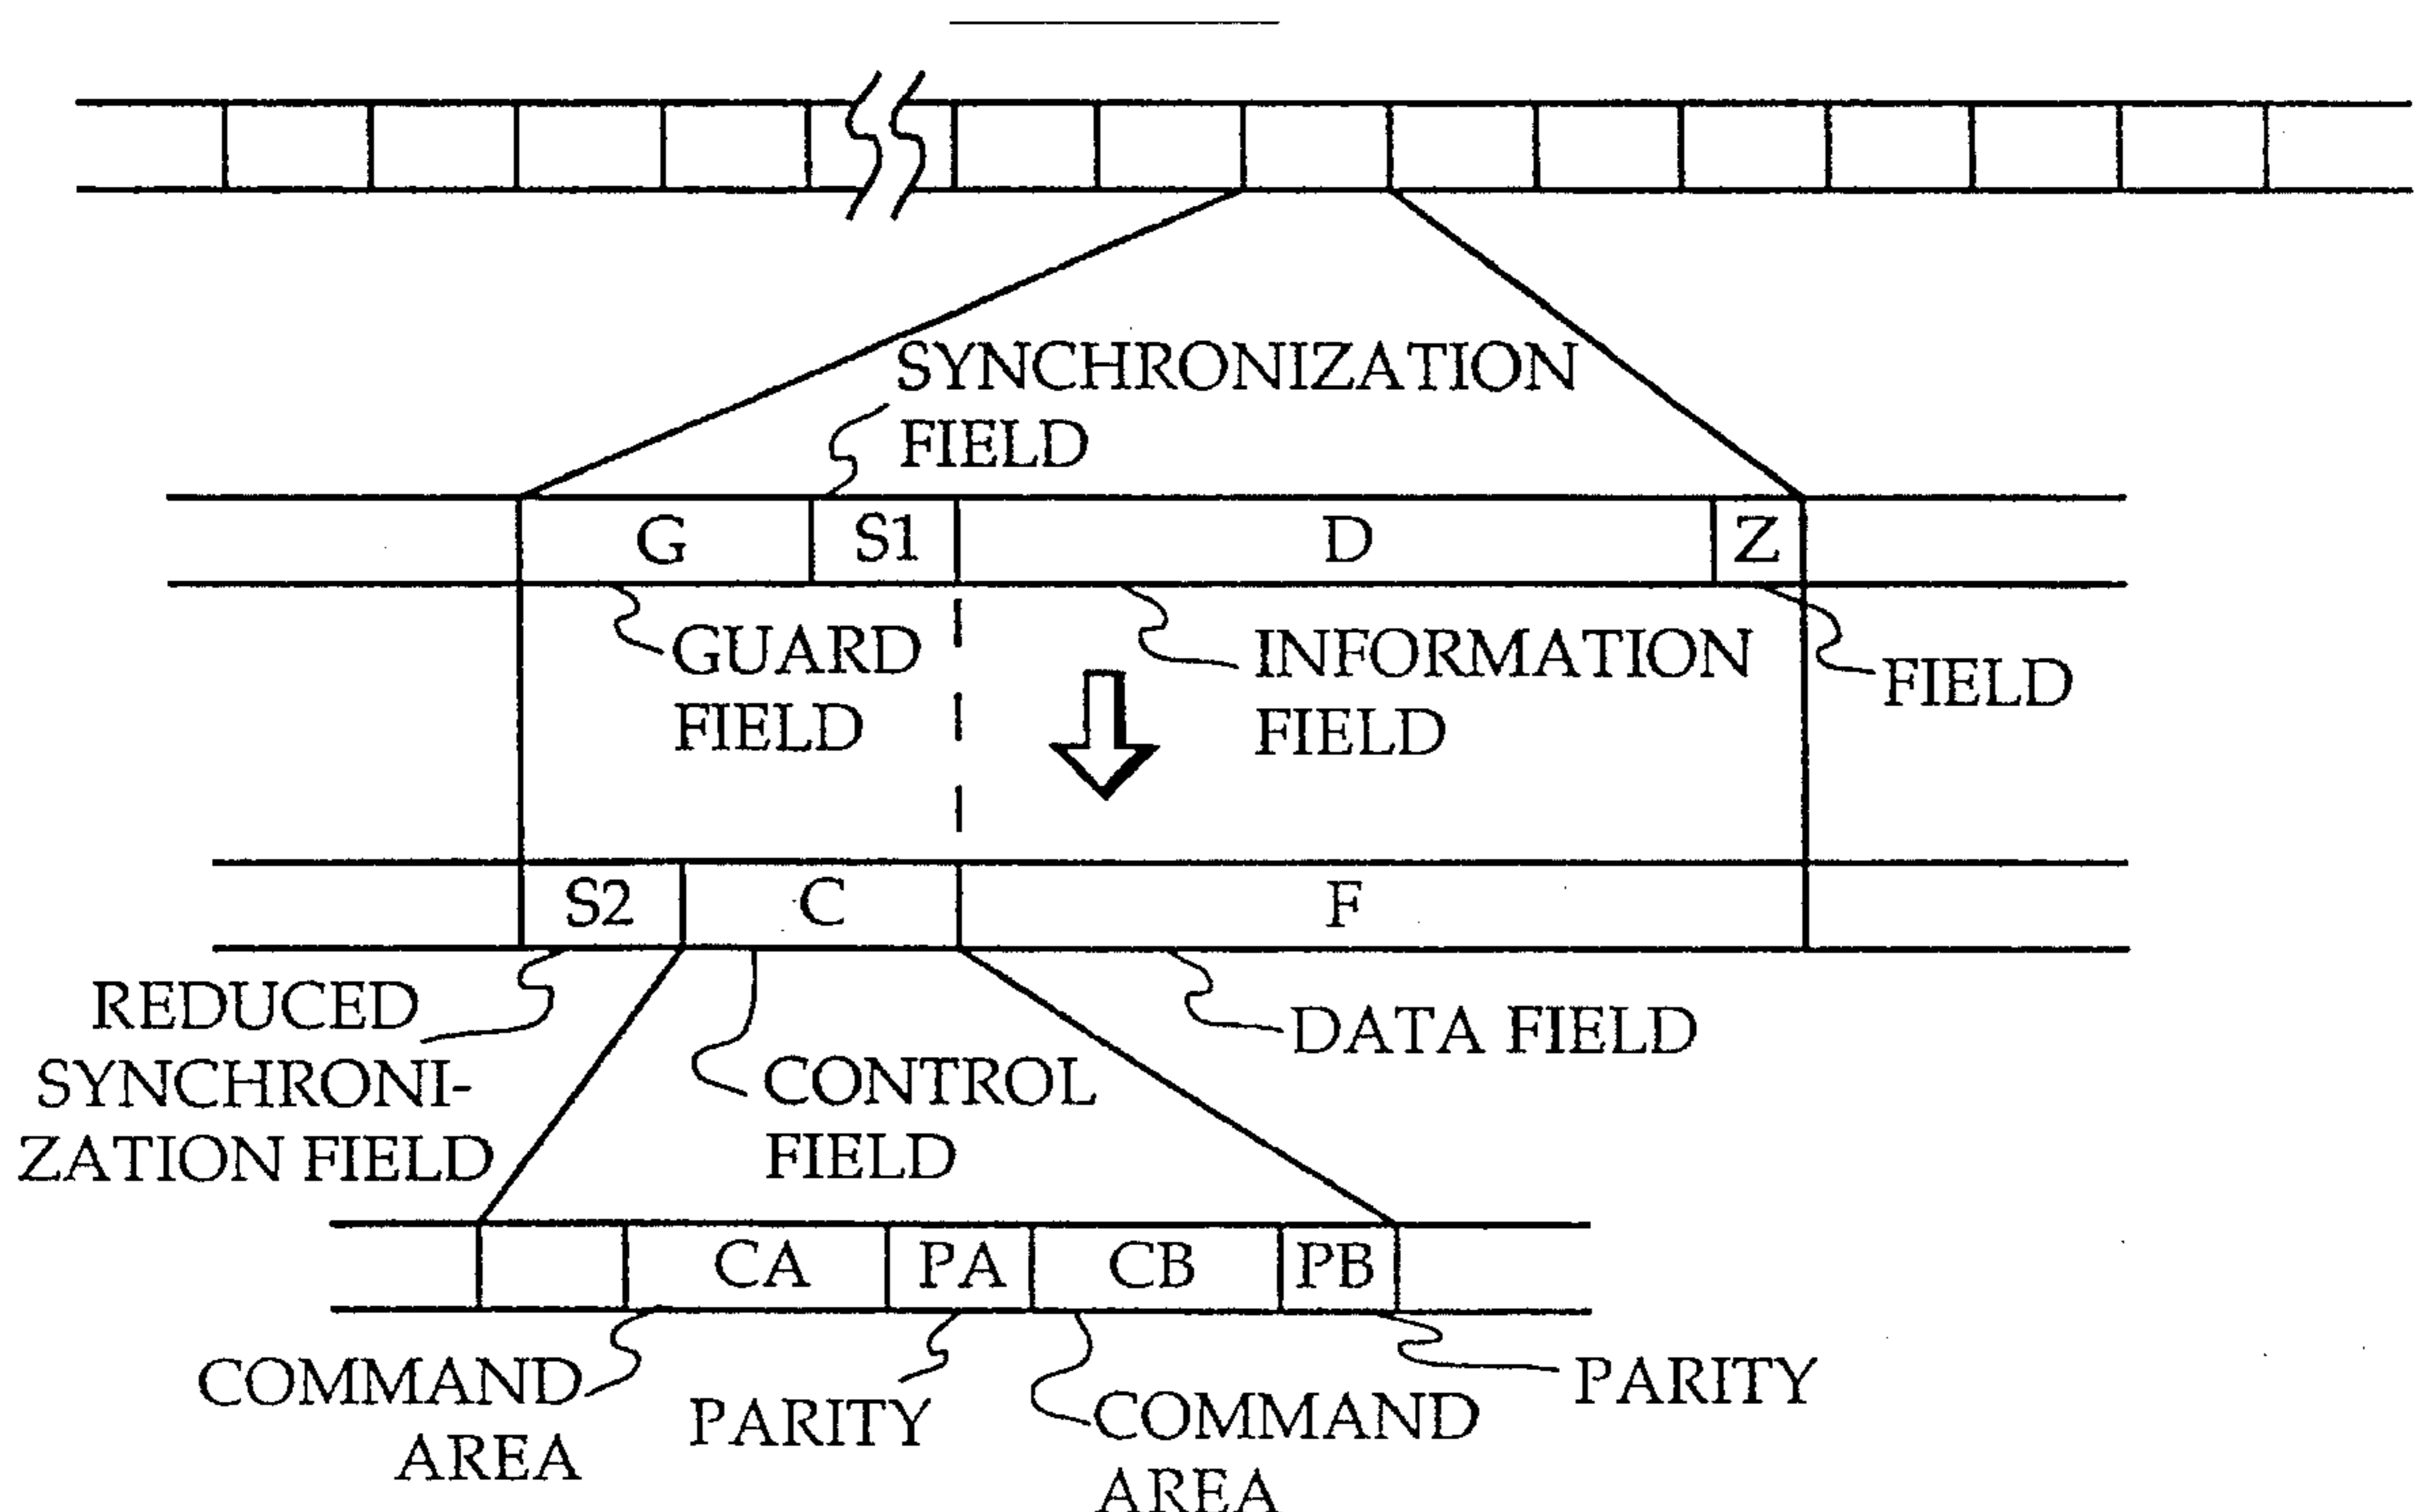 SYNCHRONIZATION
FIELD
G
S1
D
Z
GUARD
FIELD
INFORMATION
FIELD
FIELD
S2
C
F
REDUCED
SYNCHRONI-
ZATION FIELD
CONTROL
FIELD
DATA FIELD
CA
PA
CB
PB
COMMAND
AREA
PARITY
COMMAND
AREA
PARITY